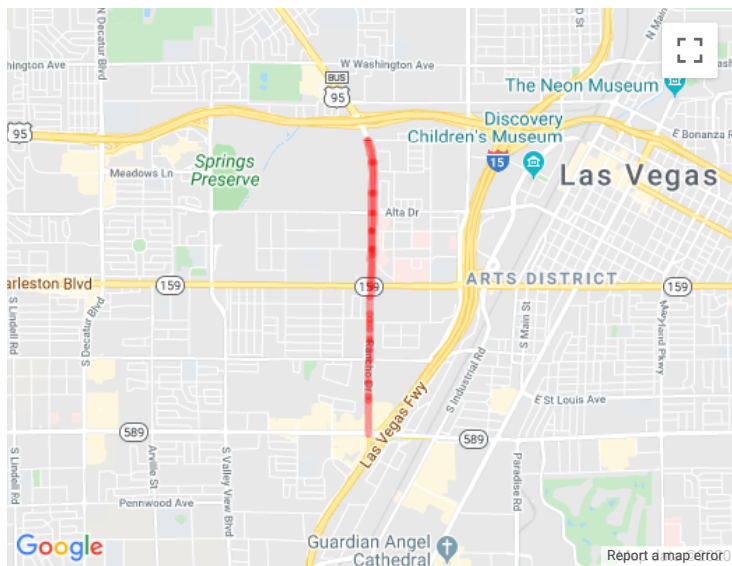 N Decatur Blvd
D St
N Main
Washington Ave
W Washington Ave
BUS
95
The Neon Museum
95
Discovery
Children's Museum
E Bonanza R
15
Springs
Preserve
Meadows Ln
Las Vegas
Alta Dr
arleston Blvd
159
159
ARTS DISTRICT
159
S Lindell Rd
S Decatur Blvd
S Main St
Maryland Pkwy
Rancho Dr
S Industrial Rd
E St Louis Ave
Las Vegas Fwy
589
589
S Lindell Rd
Arville St
S Valley View Blvd
Paradise Rd
Pennwood Ave
Google
Guardian Angel
Cathedral
Report a map error